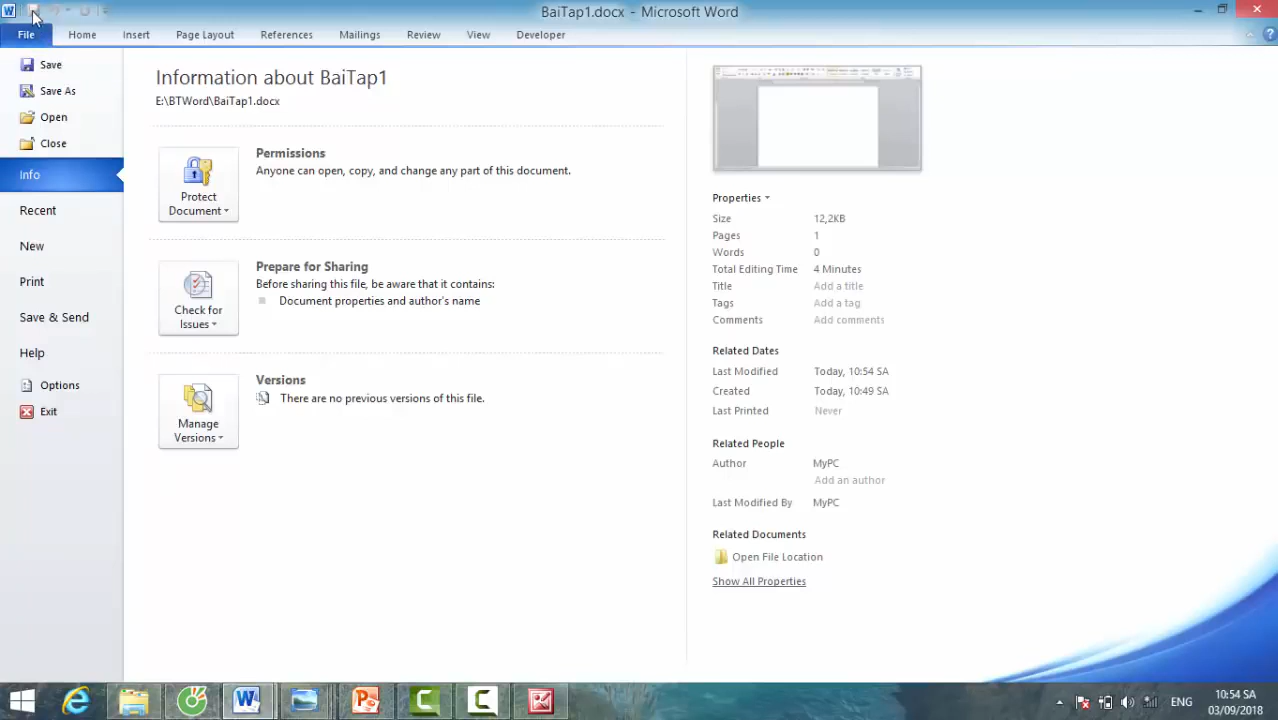 BaiTap1.docx - Microsoft Word
File Home Insert Page Layout References Mailings Review View Developer
Save
Save As
Open
Close
Info
Recent
New
Print
Save & Send
Help
Options
Exit
Information about BaiTap1
E:\BTWord\BaiTap1.docx
Protect
Document
Permissions
Anyone can open, copy, and change any part of this document.
Check for
Issues
Prepare for Sharing
Before sharing this file, be aware that it contains:
Document properties and author's name
Manage
Versions
Versions
There are no previous versions of this file.
Properties
Size 12,2KB
Pages 1
Words 0
Total Editing Time 4 Minutes
Title Add a title
Tags Add a tag
Comments Add comments
Related Dates
Last Modified Today, 10:54 SA
Created Today, 10:49 SA
Last Printed Never
Related People
Author MyPC
Add an author
Last Modified By MyPC
Related Documents
Open File Location
Show All Properties
ENG
10:54 SA
03/09/2018